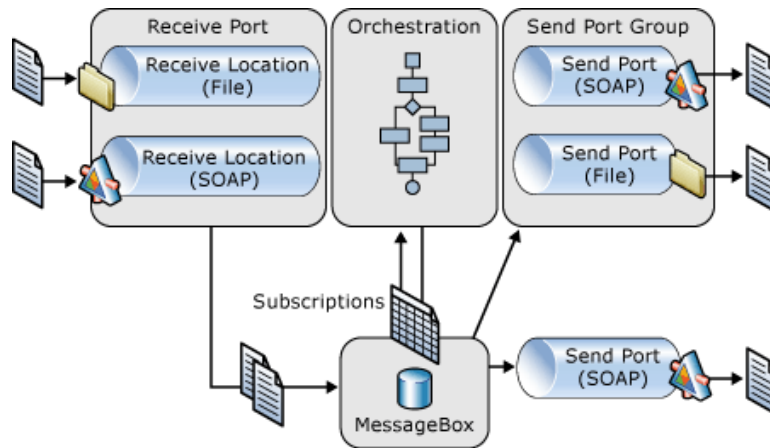 Receive Port
Orchestration
Send Port Group
Receive Location
(File)
Send Port
(SOAP)
Receive Location
(SOAP)
Send Port
(File)
Subscriptions
Send Port
(SOAP)
MessageBox